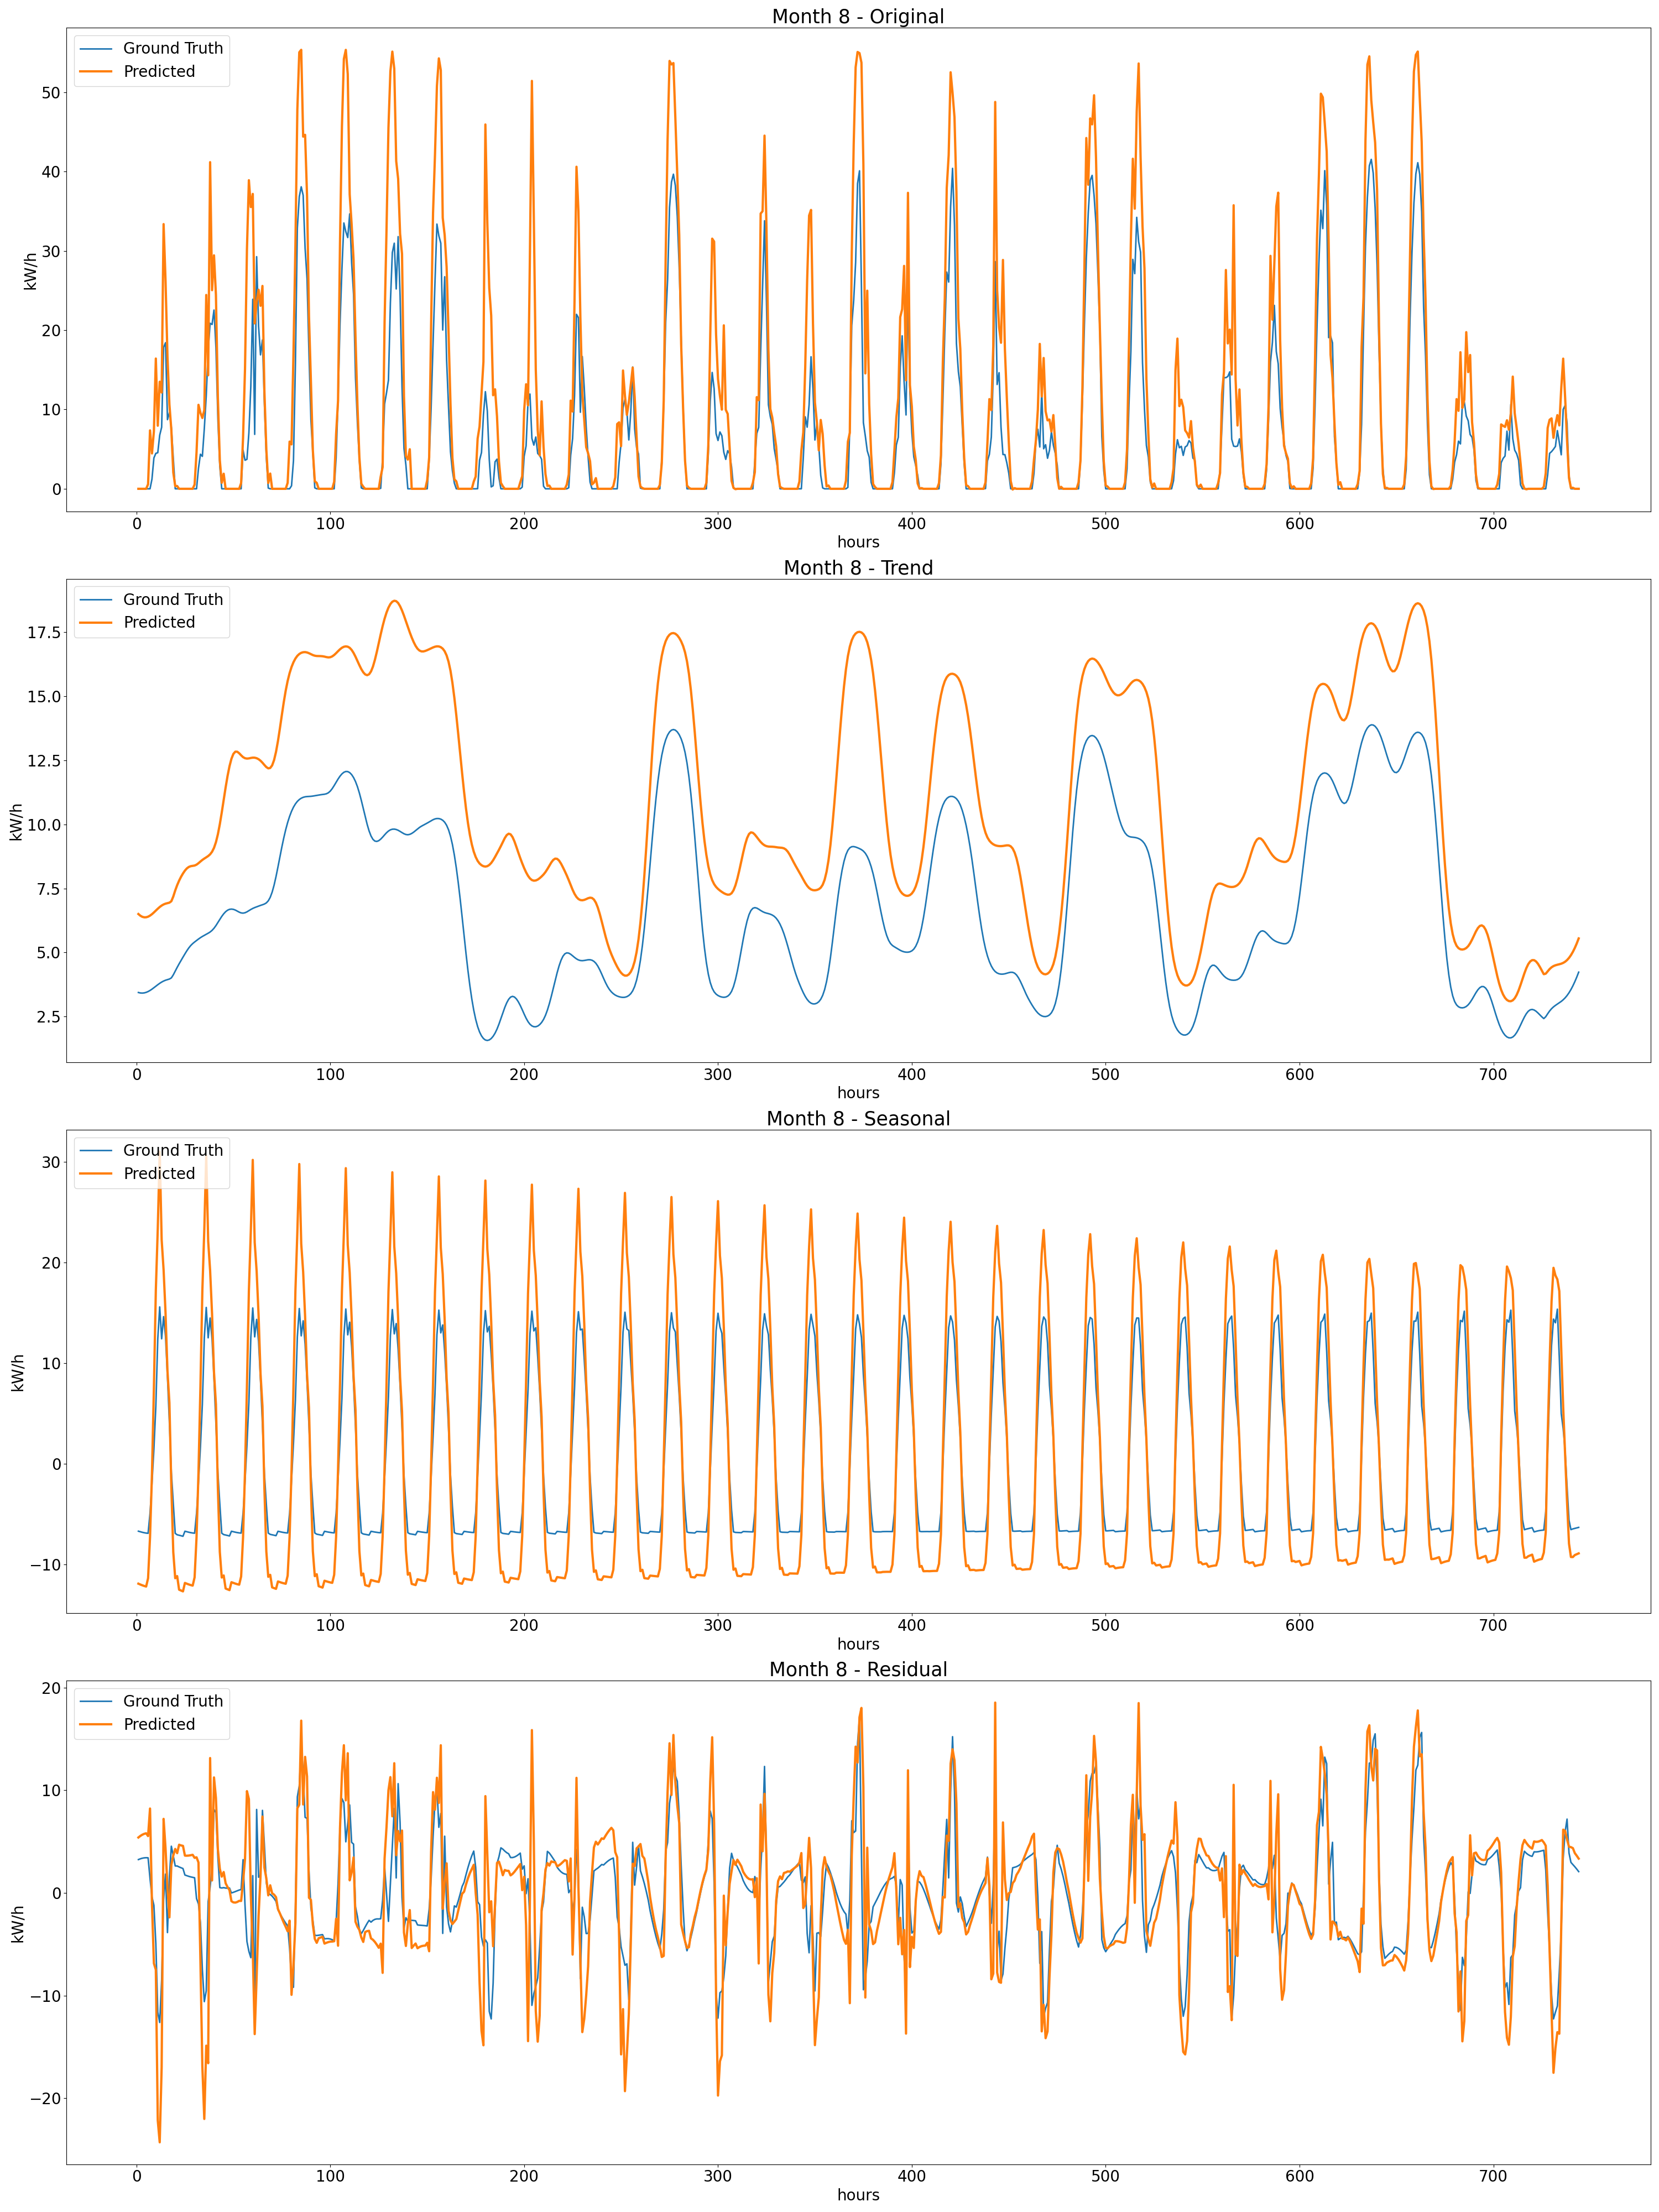 Month 8 - Original
Ground Truth
Predicted
50
40
30
20
10
0
kW/h
0 100 200 300 400 500 600 700
hours
Month 8 - Trend
Ground Truth
Predicted
17.5
15.0
12.5
10.0
7.5
5.0
2.5
kW/h
0 100 200 300 400 500 600 700
hours
Month 8 - Seasonal
Ground Truth
Predicted
30
20
10
0
−10
kW/h
0 100 200 300 400 500 600 700
hours
Month 8 - Residual
Ground Truth
Predicted
20
10
0
−10
−20
kW/h
0 100 200 300 400 500 600 700
hours